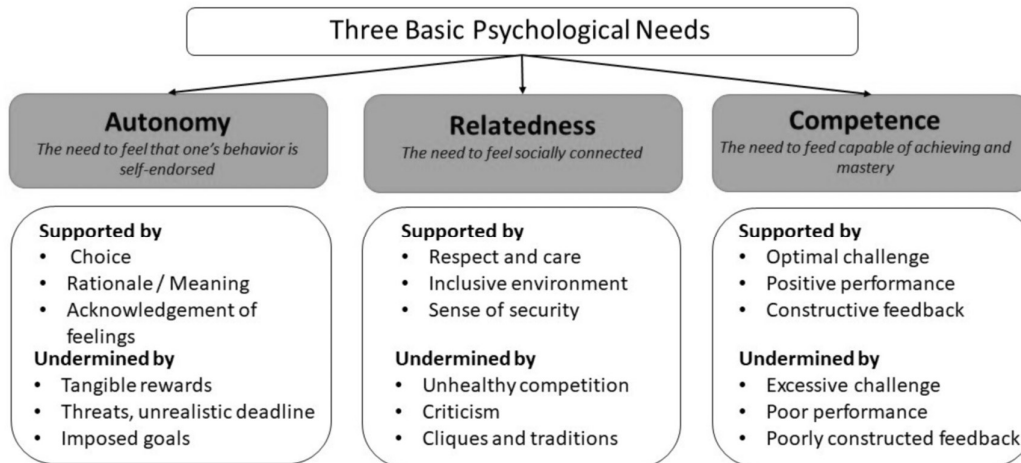 Three Basic Psychological Needs
Autonomy
The need to feel that one's behavior is
self-endorsed
Supported by
• Choice
• Rationale / Meaning
• Acknowledgement of
feelings
Undermined by
• Tangible rewards
• Threats, unrealistic deadline
• Imposed goals
Relatedness
The need to feel socially connected
Supported by
• Respect and care
• Inclusive environment
• Sense of security
Undermined by
• Unhealthy competition
• Criticism
• Cliques and traditions
Competence
The need to feed capable of achieving and
mastery
Supported by
• Optimal challenge
• Positive performance
• Constructive feedback
Undermined by
• Excessive challenge
• Poor performance
• Poorly constructed feedback